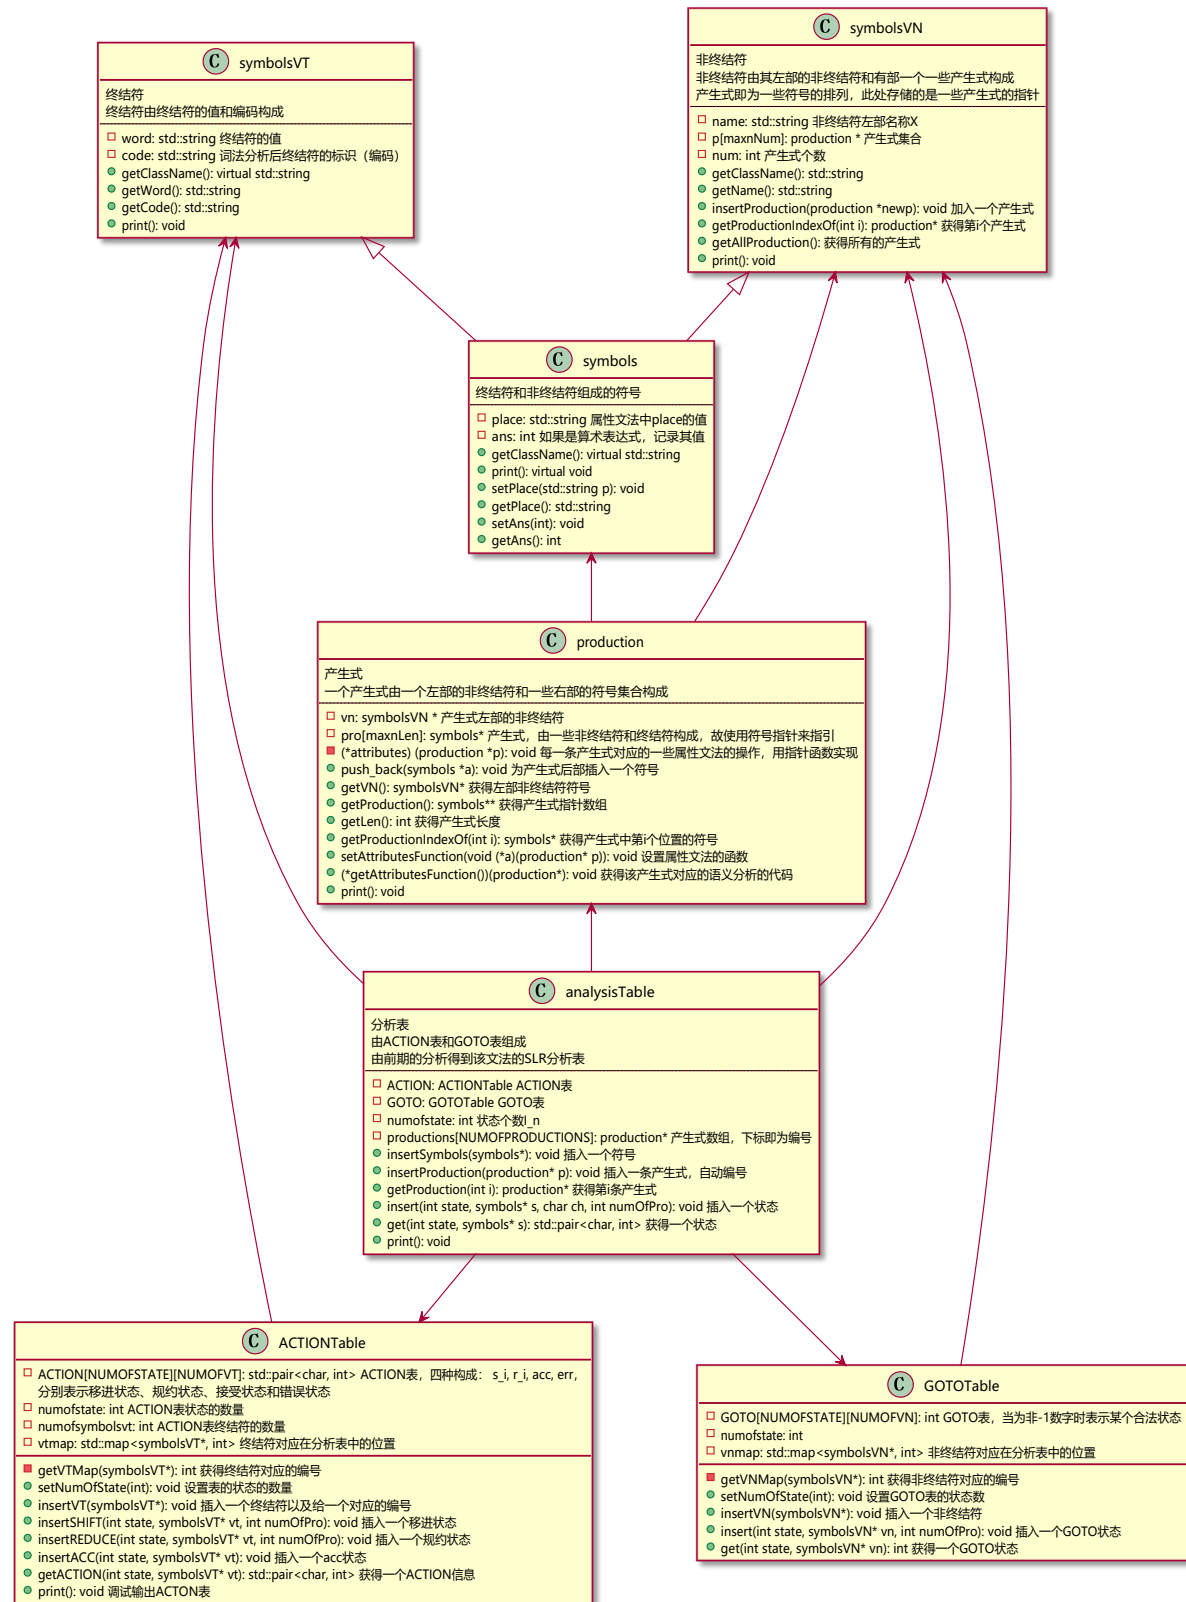 C symbolsVT
终结符
终结符由终结符的值和编码构成
word: std::string 终结符的值
code: std::string 词法分析后终结符的标识（编码）
getClassName(): virtual std::string
getWord(): std::string
getCode(): std::string
print(): void
C symbolsVN
非终结符
非终结符由其左部的非终结符和有部一个一些产生式构成
产生式即为一些符号的排列，此处存储的是一些产生式的指针
name: std::string 非终结符左部名称X
p[maxnNum]: production * 产生式集合
num: int 产生式个数
getClassName(): std::string
getName(): std::string
insertProduction(production *newp): void 加入一个产生式
getProductionIndexOf(int i): production* 获得第i个产生式
getAllProduction(): 获得所有的产生式
print(): void
C symbols
终结符和非终结符组成的符号
place: std::string 属性文法中place的值
ans: int 如果是算术表达式，记录其值
getClassName(): virtual std::string
print(): virtual void
setPlace(std::string p): void
getPlace(): std::string
setAns(int): void
getAns(): int
C production
产生式
一个产生式由一个左部的非终结符和一些右部的符号集合构成
vn: symbolsVN * 产生式左部的非终结符
pro[maxnLen]: symbols* 产生式，由一些非终结符和终结符构成，故使用符号指针来指引
(*attributes) (production *p): void 每一条产生式对应的一些属性文法的操作，用指针函数实现
push_back(symbols *a): void 为产生式后部插入一个符号
getVN(): symbolsVN* 获得左部非终结符符号
getProduction(): symbols** 获得产生式指针数组
getLen(): int 获得产生式长度
getProductionIndexOf(int i): symbols* 获得产生式中第i个位置的符号
setAttributesFunction(void (*a)(production* p)): void 设置属性文法的函数
(*getAttributesFunction())(production*): void 获得该产生式对应的语义分析的代码
print(): void
C analysisTable
分析表
由ACTION表和GOTO表组成
由前期的分析得到该文法的SLR分析表
ACTION: ACTIONTable ACTION表
GOTO: GOTOTable GOTO表
numofstate: int 状态个数I_n
productions[NUMOFPRODUCTIONS]: production* 产生式数组，下标即为编号
insertSymbols(symbols*): void 插入一个符号
insertProduction(production* p): void 插入一条产生式，自动编号
getProduction(int i): production* 获得第i条产生式
insert(int state, symbols* s, char ch, int numOfPro): void 插入一个状态
get(int state, symbols* s): std::pair<char, int> 获得一个状态
print(): void
C ACTIONTable
ACTION[NUMOFSTATE][NUMOFVT]: std::pair<char, int> ACTION表，四种构成： s_i, r_i, acc, err,
分别表示移进状态、规约状态、接受状态和错误状态
numofstate: int ACTION表状态的数量
numofsymbolsvt: int ACTION表终结符的数量
vtmap: std::map<symbolsVT*, int> 终结符对应在分析表中的位置
getVTMap(symbolsVT*): int 获得终结符对应的编号
setNumOfState(int): void 设置表的状态的数量
insertVT(symbolsVT*): void 插入一个终结符以及给一个对应的编号
insertSHIFT(int state, symbolsVT* vt, int numOfPro): void 插入一个移进状态
insertREDUCE(int state, symbolsVT* vt, int numOfPro): void 插入一个规约状态
insertACC(int state, symbolsVT* vt): void 插入一个acc状态
getACTION(int state, symbolsVT* vt): std::pair<char, int> 获得一个ACTION信息
print(): void 调试输出ACTON表
C GOTOTable
GOTO[NUMOFSTATE][NUMOFVN]: int GOTO表，当为非-1数字时表示某个合法状态
numofstate: int
vnmap: std::map<symbolsVN*, int> 非终结符对应在分析表中的位置
getVNMap(symbolsVN*): int 获得非终结符对应的编号
setNumOfState(int): void 设置GOTO表的状态数
insertVN(symbolsVN*): void 插入一个非终结符
insert(int state, symbolsVN* vn, int numOfPro): void 插入一个GOTO状态
get(int state, symbolsVN* vn): int 获得一个GOTO状态